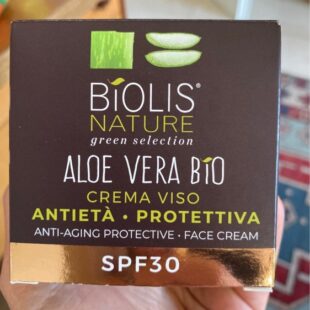 BiOLIS®
NATURE
green selection
ALOE VERA BiO
CREMA VISO
ANTIETÀ • PROTETTIVA
ANTI-AGING PROTECTIVE • FACE CREAM
SPF30